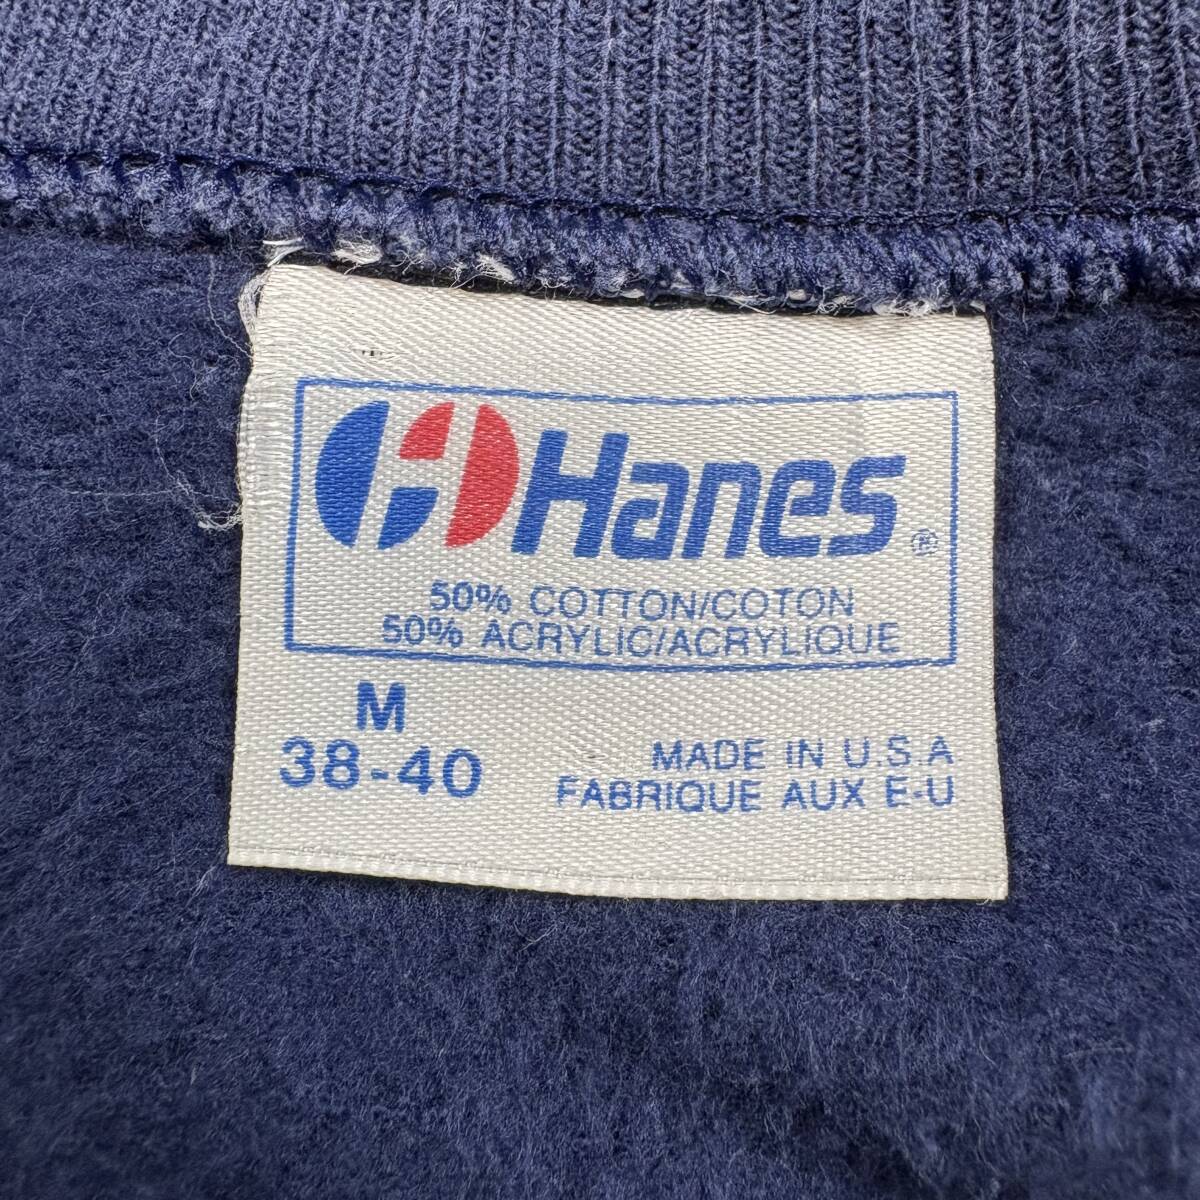 Hanes®
50% COTTON/COTON
50% ACRYLIC/ACRYLIQUE
M
38-40
MADE IN U.S.A
FABRIQUE AUX E-U